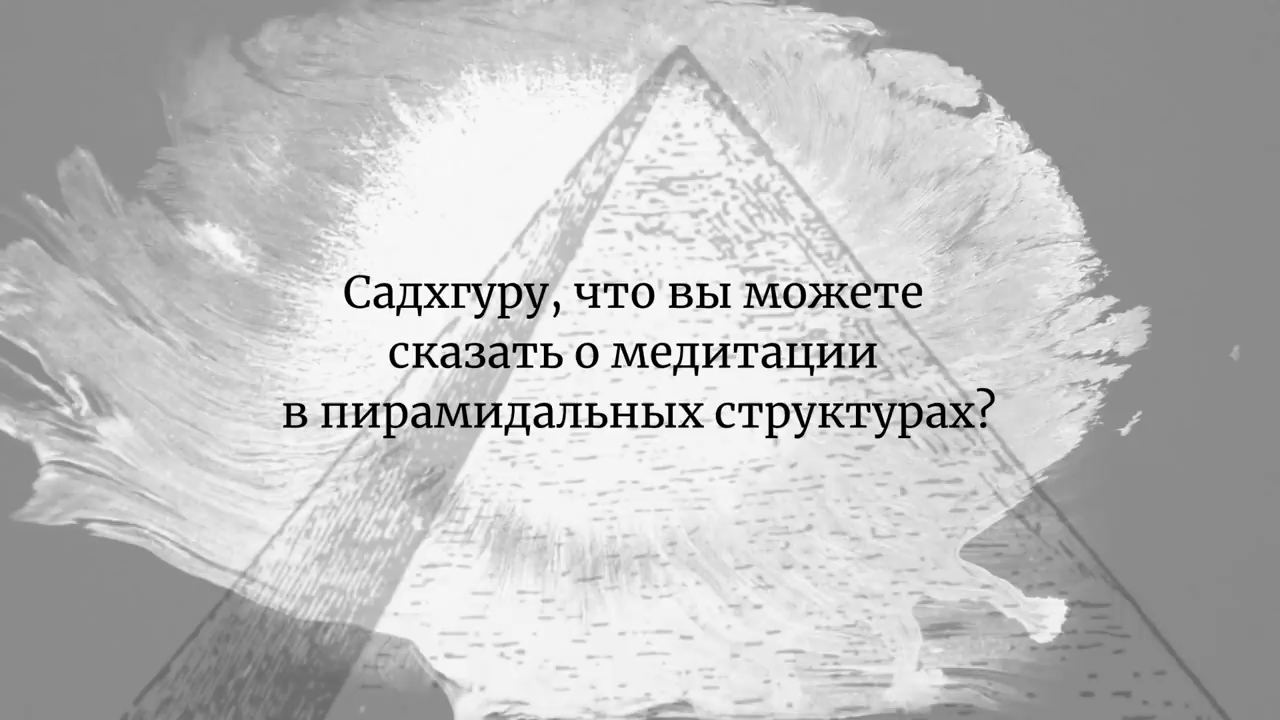 Садхгуру, что вы можете
сказать о медитации
в пирамидальных структурах?